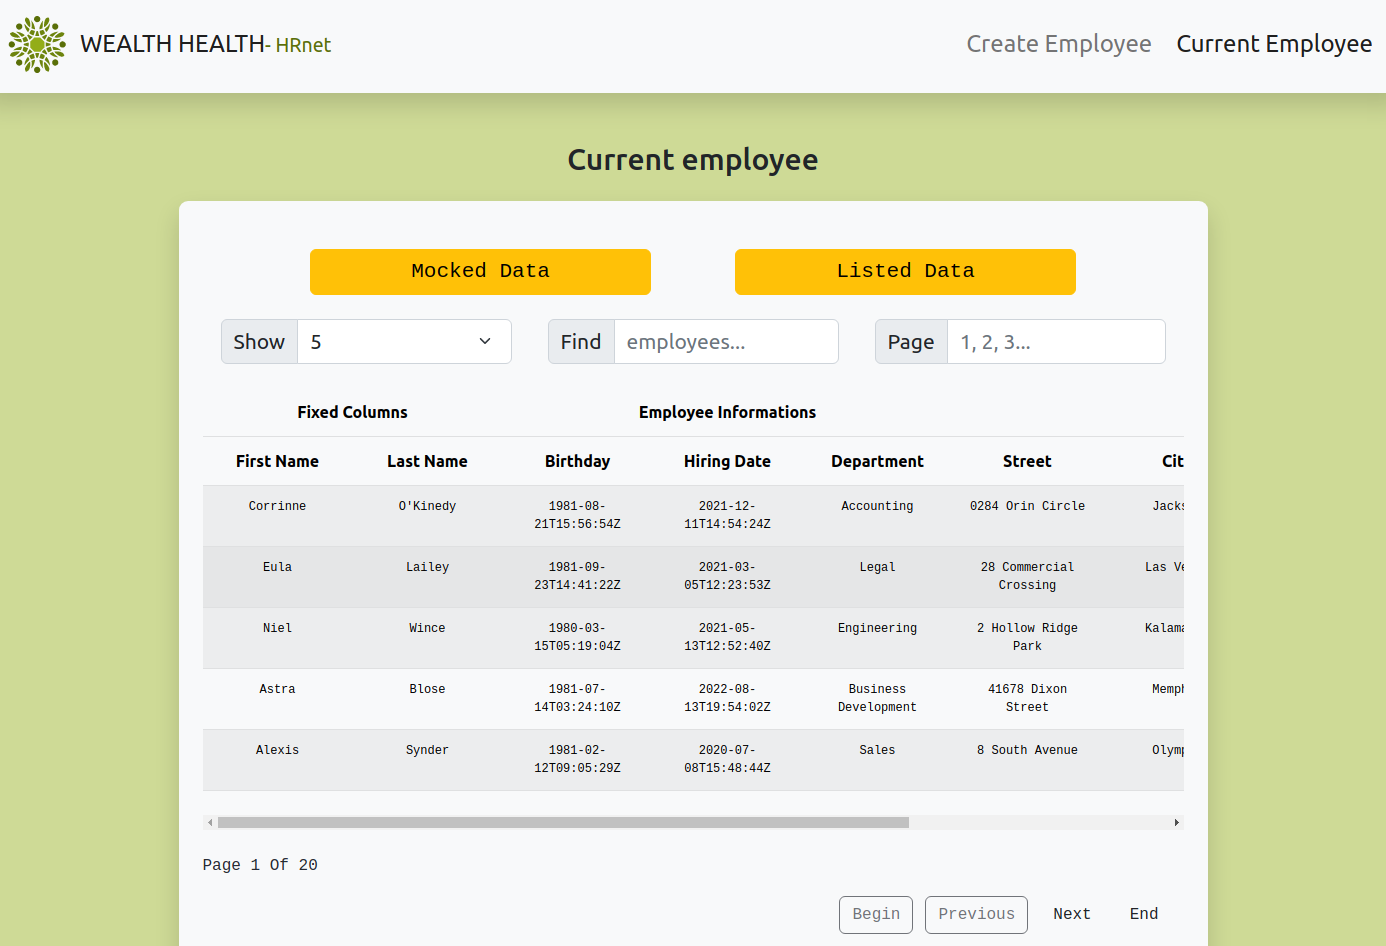 WEALTH HEALTH- HRnet
Create Employee Current Employee
Current employee
Mocked Data Listed Data
Show 5 Find employees... Page 1, 2, 3...
Fixed Columns Employee Informations
First Name Last Name Birthday Hiring Date Department Street Cit
Corrinne O'Kinedy 1981-08- 2021-12- Accounting 0284 Orin Circle Jacks
21T15:56:54Z 11T14:54:24Z
Eula Lailey 1981-09- 2021-03- Legal 28 Commercial Las Ve
23T14:41:22Z 05T12:23:53Z Crossing
Niel Wince 1980-03- 2021-05- Engineering 2 Hollow Ridge Kalama
15T05:19:04Z 13T12:52:40Z Park
Astra Blose 1981-07- 2022-08- Business 41678 Dixon Memph
14T03:24:10Z 13T19:54:02Z Development Street
Alexis Synder 1981-02- 2020-07- Sales 8 South Avenue Olymp
12T09:05:29Z 08T15:48:44Z
Page 1 Of 20
Begin Previous Next End